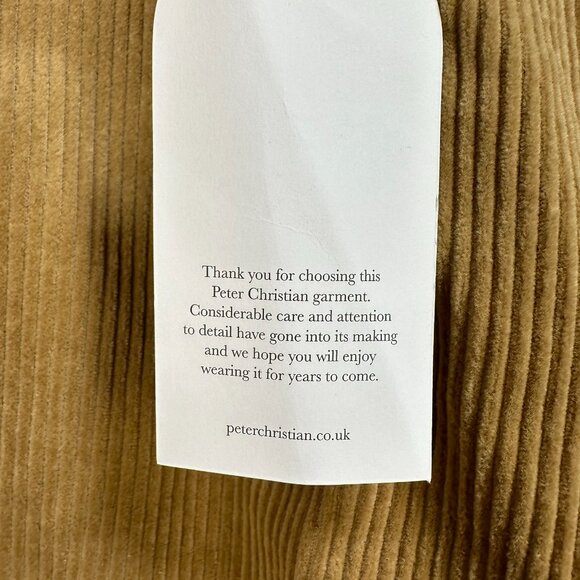 Thank you for choosing this
Peter Christian garment.
Considerable care and attention
to detail have gone into its making
and we hope you will enjoy
wearing it for years to come.
peterchristian.co.uk